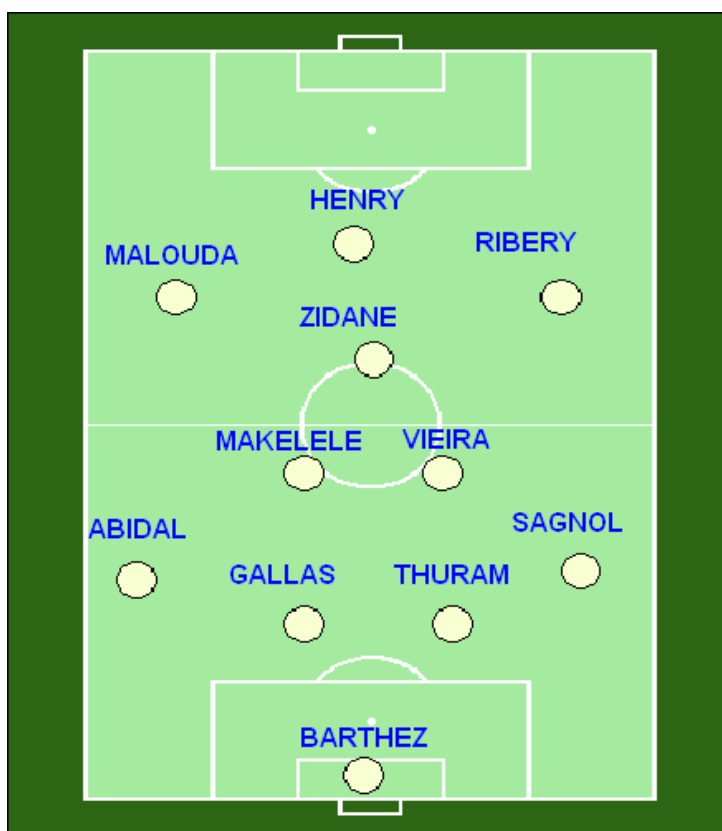 HENRY
RIBERY
MALOUDA
ZIDANE
MAKELELE
VIEIRA
SAGNOL
ABIDAL
GALLAS
THURAM
BARTHEZ